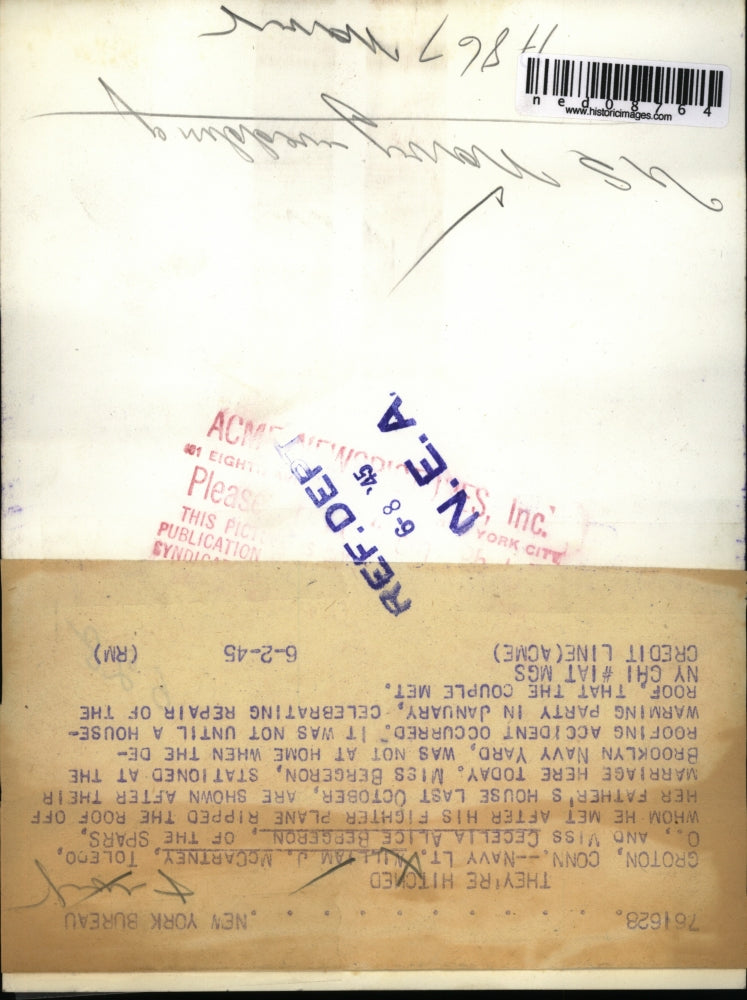 ned08764
www.historicimages.com
H867
US Navy wedding
ACME NEWSPICTURES, Inc.
EIGHT
YORK CITY
Please
THIS PICT
PUBLICATION
REF. DEPT
6-8 '45
N.E.A.
761628 . . . . . . . . . . NEW YORK BUREAU
THEY'RE HITCHED
GROTON, CONN.--NAVY LT. WILLIAM J. MCCARTNEY, TOLEDO,
O., AND MISS CECELIA ALICE BERGERON, OF THE SPARS,
WHOM HE MET AFTER HIS FIGHTER PLANE RIPPED THE ROOF OFF
HER FATHER'S HOUSE LAST OCTOBER, ARE SHOWN AFTER THEIR
MARRIAGE HERE TODAY. MISS BERGERON, STATIONED AT THE
BROOKLYN NAVY YARD, WAS NOT AT HOME WHEN THE DE-
ROOFING ACCIDENT OCCURRED. IT WAS NOT UNTIL A HOUSE-
WARMING PARTY IN JANUARY, CELEBRATING REPAIR OF THE
ROOF, THAT THE COUPLE MET.
NY CHI # IAT MGS
CREDIT LINE (ACME) 6-2-45 (RM)